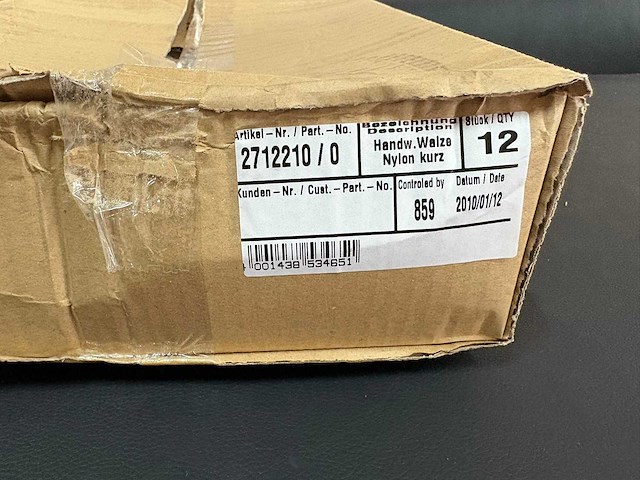 Artikel-Nr. / Part.-No.
2712210 / 0
Bezeichnung
Description
Handw.Walze
Nylon kurz
Stück / QTY
12
Kunden-Nr. / Cust.-Part.-No.
Controled by
859
Datum / Date
2010/01/12
4 001438 534651